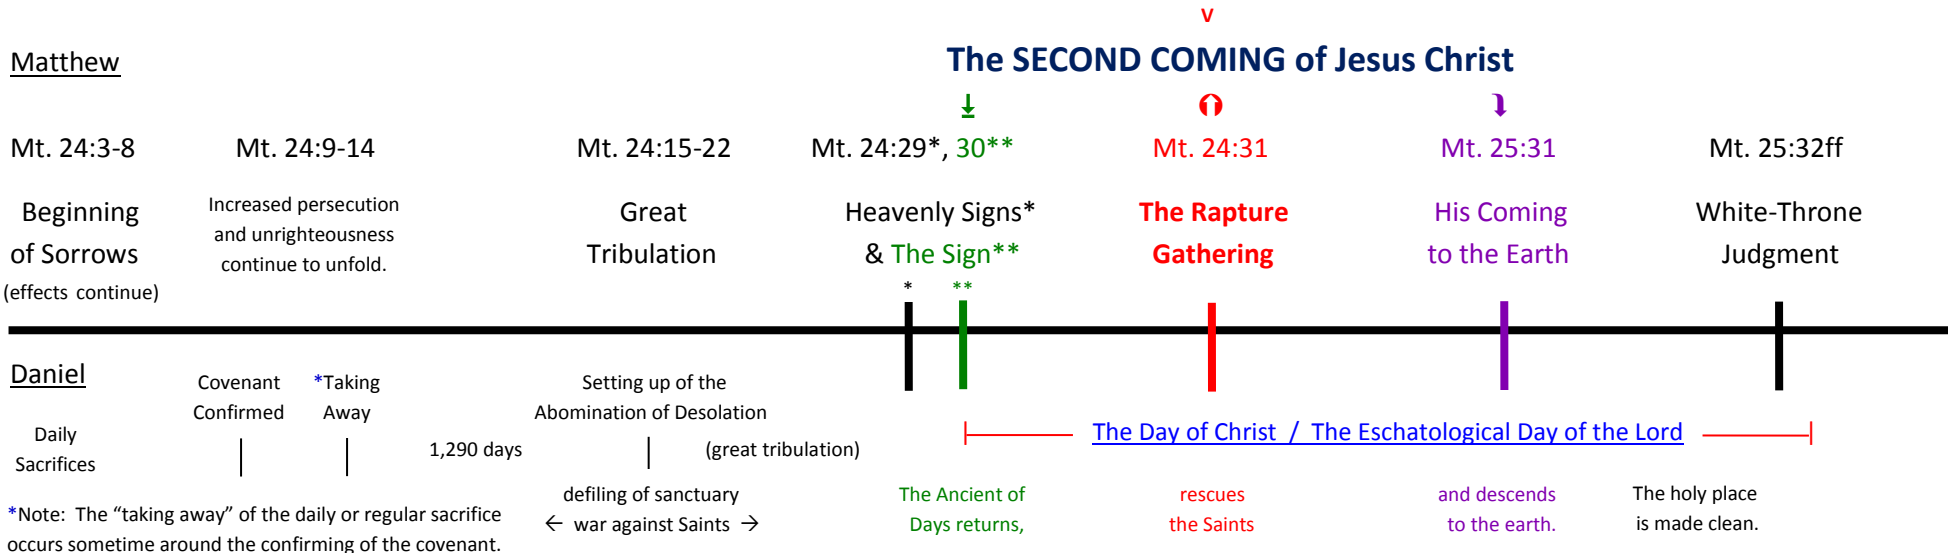 v
Matthew
The SECOND COMING of Jesus Christ
Mt. 24:3-8
Mt. 24:9-14
Mt. 24:15-22
Mt. 24:29*, 30**
Mt. 24:31
Mt. 25:31
Mt. 25:32ff
Beginning
of Sorrows
(effects continue)
Increased persecution
and unrighteousness
continue to unfold.
Great
Tribulation
Heavenly Signs*
& The Sign**
* **
The Rapture
Gathering
His Coming
to the Earth
White-Throne
Judgment
Daniel
Daily
Sacrifices
Covenant
Confirmed
*Taking
Away
1,290 days
Setting up of the
Abomination of Desolation
(great tribulation)
The Day of Christ / The Eschatological Day of the Lord
defiling of sanctuary
← war against Saints →
The Ancient of
Days returns,
rescues
the Saints
and descends
to the earth.
The holy place
is made clean.
*Note: The “taking away” of the daily or regular sacrifice
occurs sometime around the confirming of the covenant.